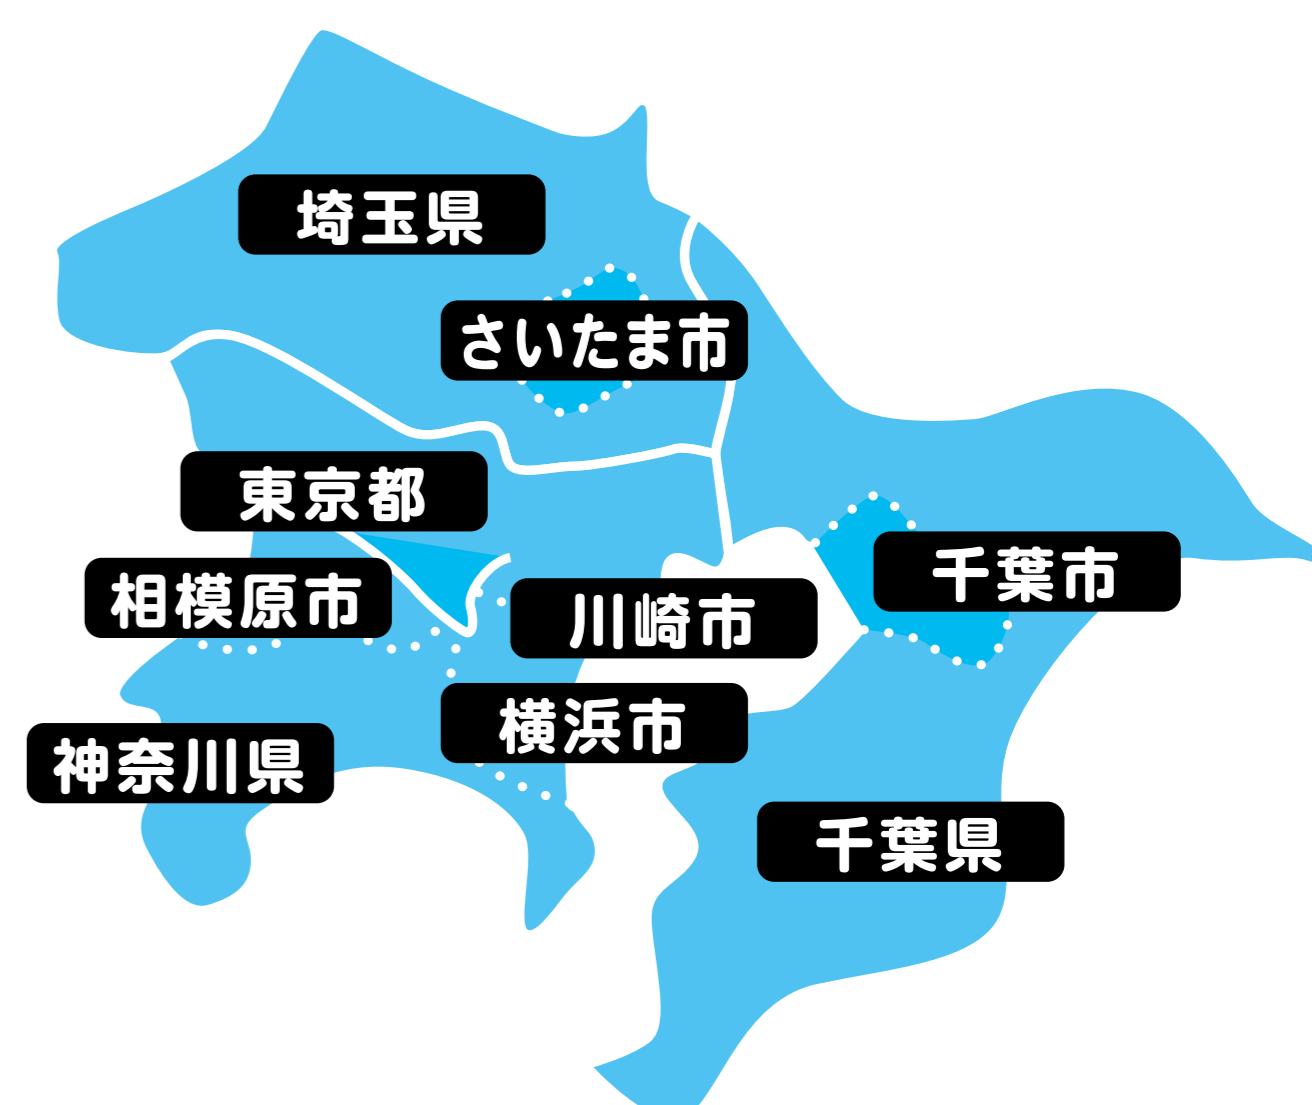 埼玉県
さいたま市
東京都
千葉市
相模原市
川崎市
横浜市
神奈川県
千葉県